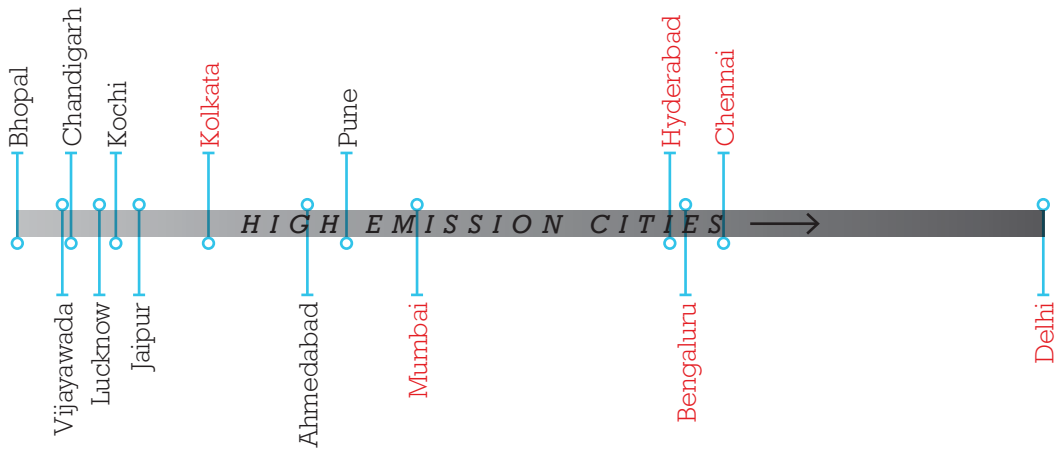 Bhopal
Chandigarh
Kochi
Kolkata
Pune
Hyderabad
Chennai
HIGH EMISSION CITIES
Vijayawada
Lucknow
Jaipur
Ahmedabad
Mumbai
Bengaluru
Delhi